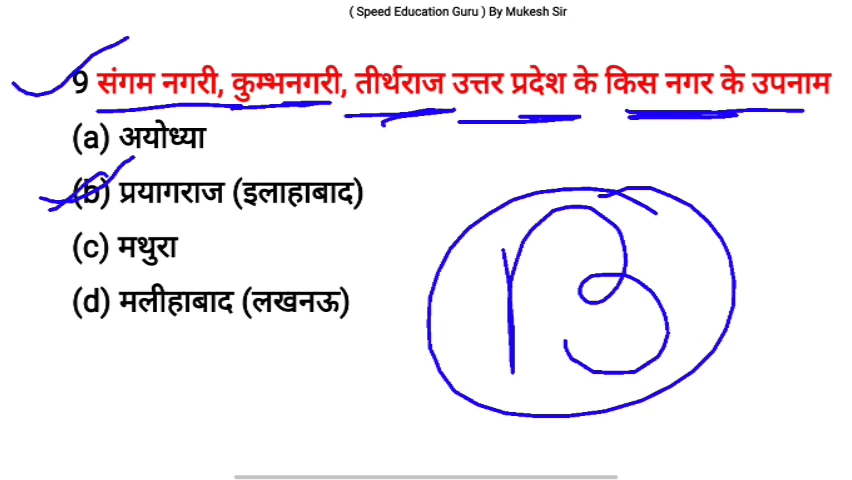 ( Speed Education Guru ) By Mukesh Sir
9 संगम नगरी, कुम्भनगरी, तीर्थराज उत्तर प्रदेश के किस नगर के उपनाम
(a) अयोध्या
(b) प्रयागराज (इलाहाबाद)
(c) मथुरा
(d) मलीहाबाद (लखनऊ)
B